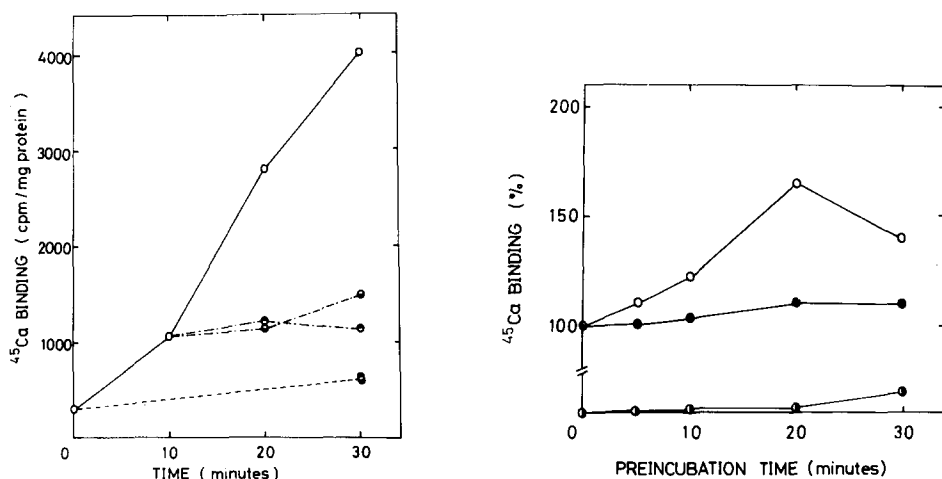 4000
3000
2000
1000
⁴⁵Ca BINDING ( cpm / mg protein)
0 10 20 30
TIME ( minutes )
200
150
100
⁴⁵Ca BINDING ( % )
0 10 20 30
PREINCUBATION TIME (minutes)